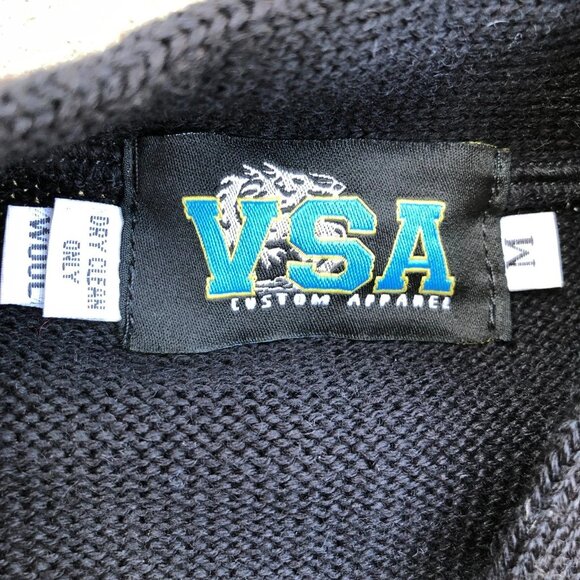 WOOL
DRY CLEAN
ONLY
VSA
CUSTOM APPAREL
M